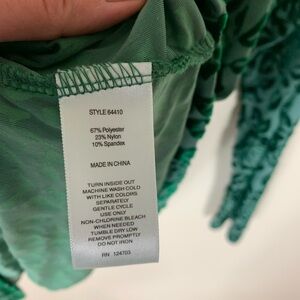 STYLE 64410
67% Polyester
23% Nylon
10% Spandex
MADE IN CHINA
TURN INSIDE OUT
MACHINE WASH COLD
WITH LIKE COLORS
SEPARATELY
GENTLE CYCLE
USE ONLY
NON-CHLORINE BLEACH
WHEN NEEDED
TUMBLE DRY LOW
REMOVE PROMPTLY
DO NOT IRON
RN 124703